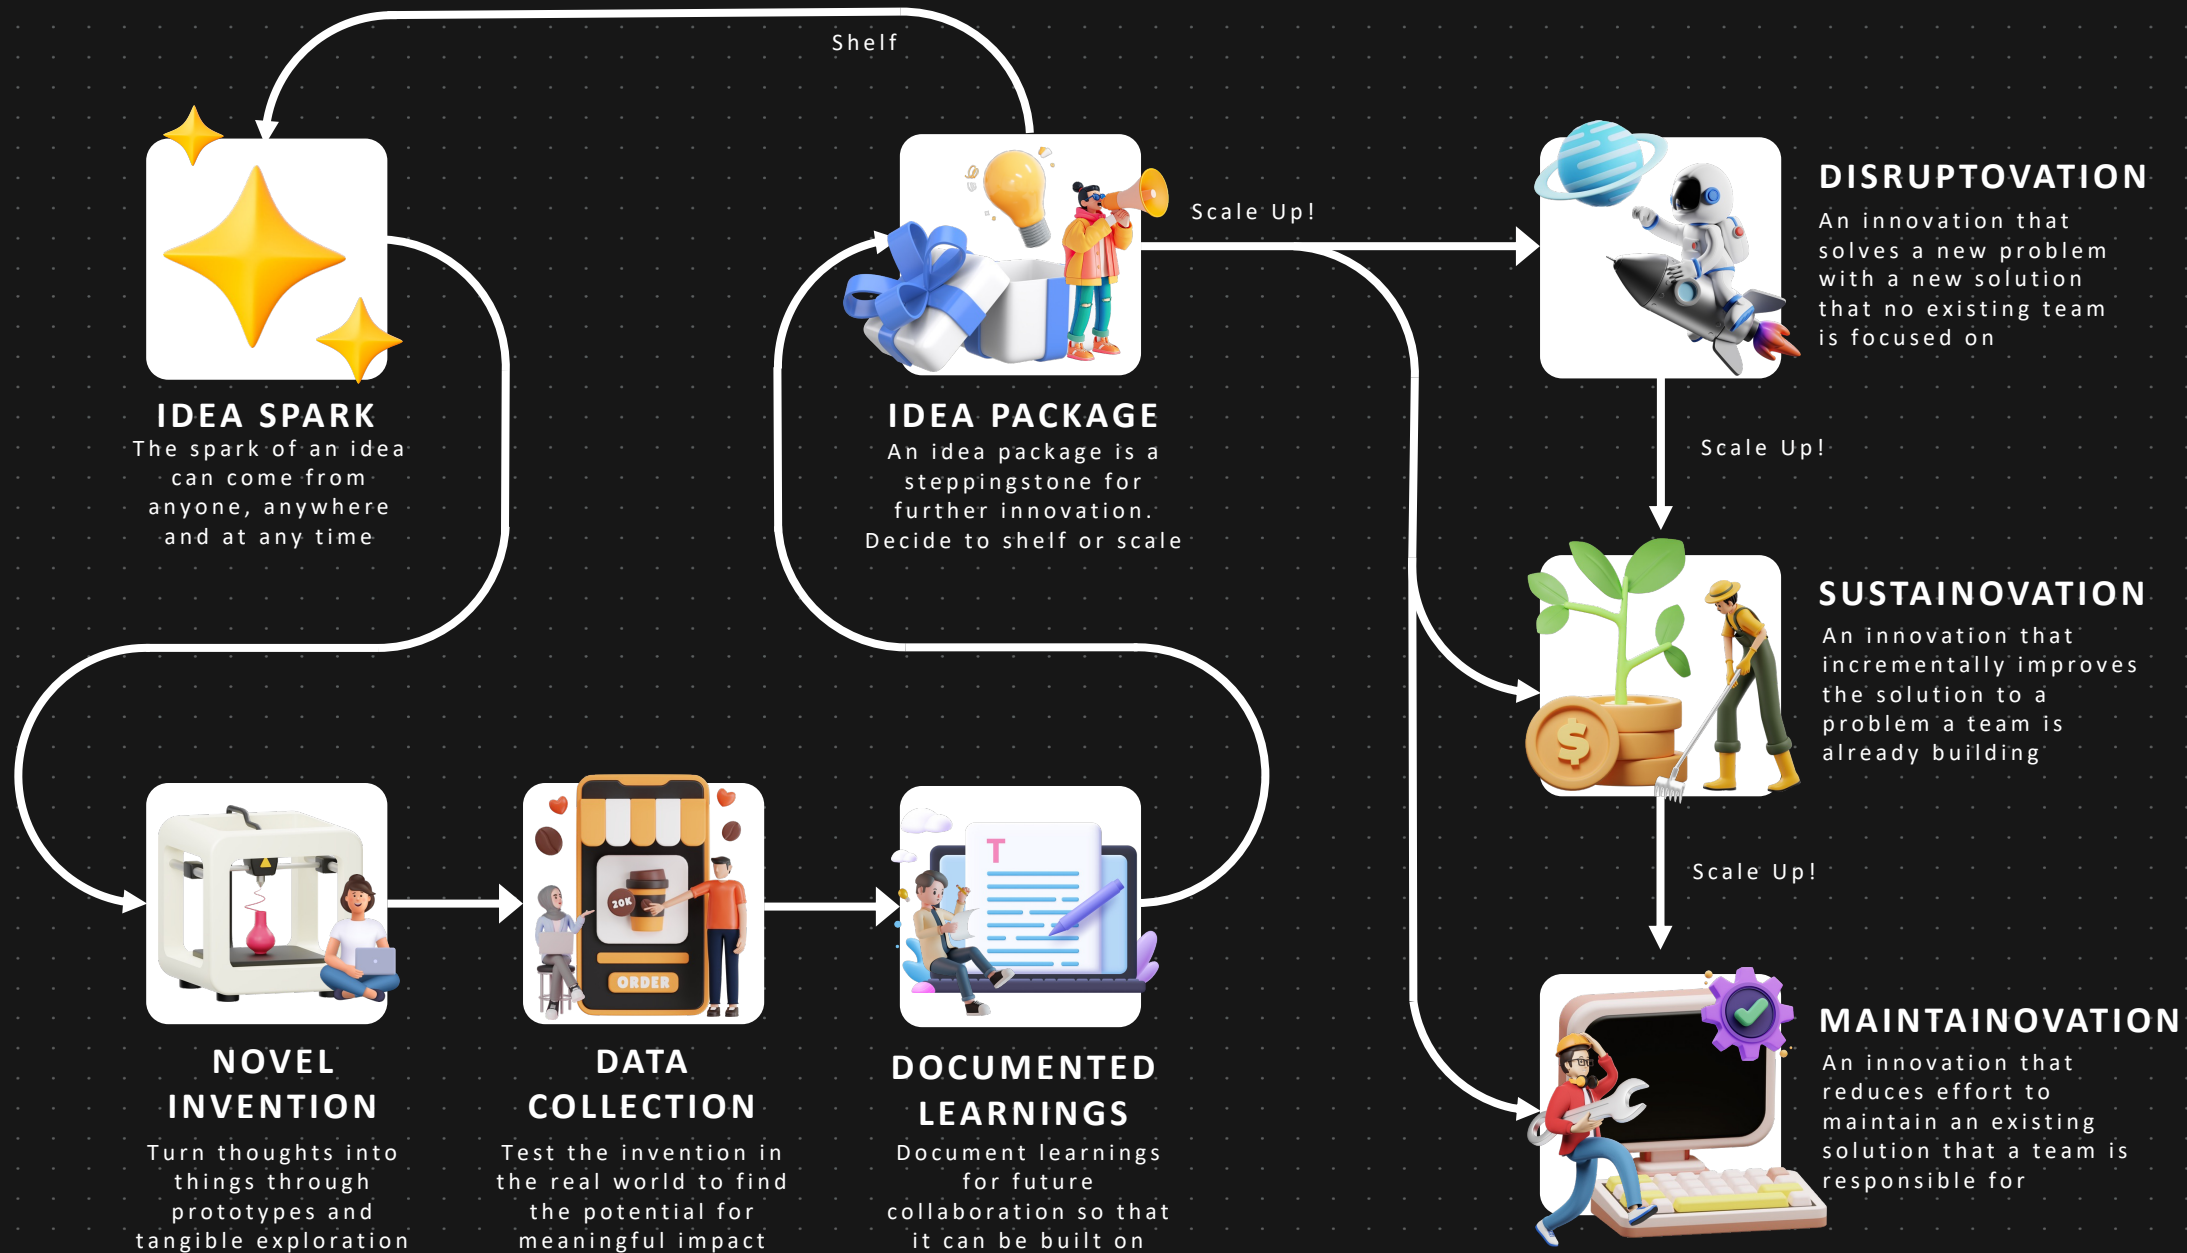 Shelf
IDEA SPARK
The spark of an idea
can come from
anyone, anywhere
and at any time
IDEA PACKAGE
An idea package is a
steppingstone for
further innovation.
Decide to shelf or scale
Scale Up!
DISRUPTOVATION
An innovation that
solves a new problem
with a new solution
that no existing team
is focused on
Scale Up!
SUSTAINOVATION
An innovation that
incrementally improves
the solution to a
problem a team is
already building
$
Scale Up!
MAINTAINOVATION
An innovation that
reduces effort to
maintain an existing
solution that a team is
responsible for
NOVEL
INVENTION
Turn thoughts into
things through
prototypes and
tangible exploration
20K
ORDER
DATA
COLLECTION
Test the invention in
the real world to find
the potential for
meaningful impact
T
DOCUMENTED
LEARNINGS
Document learnings
for future
collaboration so that
it can be built on